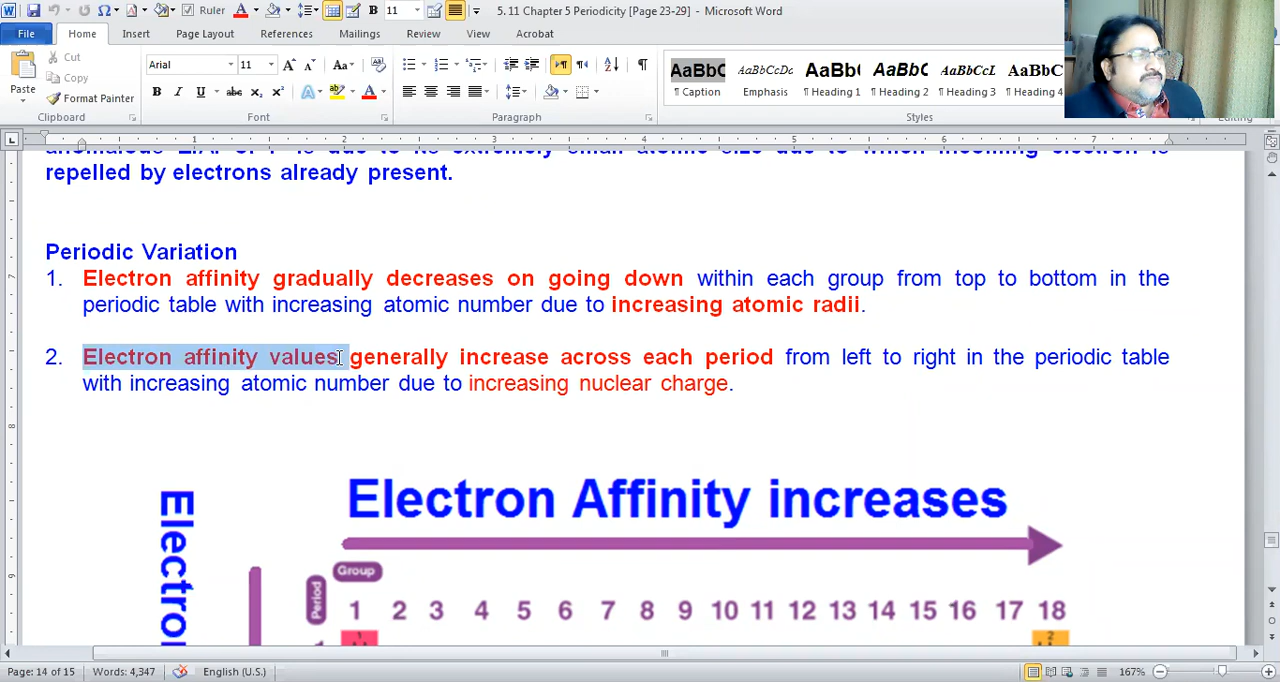 Ruler
11
5. 11 Chapter 5 Periodicity [Page 23-29] - Microsoft Word
File Home Insert Page Layout References Mailings Review View Acrobat
Paste
Cut
Copy
Format Painter
Clipboard
Arial 11
Font
Paragraph
AaBbC AaBbCcDc AaBb( AaBbC AaBbCcL AaBbC
¶ Caption Emphasis ¶ Heading 1 ¶ Heading 2 ¶ Heading 3 ¶ Heading 4
Styles
repelled by electrons already present.
Periodic Variation
1. Electron affinity gradually decreases on going down within each group from top to bottom in the
periodic table with increasing atomic number due to increasing atomic radii.
2. Electron affinity values generally increase across each period from left to right in the periodic table
with increasing atomic number due to increasing nuclear charge.
Electron Affinity increases
Electro
Group
Period
1 2 3 4 5 6 7 8 9 10 11 12 13 14 15 16 17 18
1
2
Page: 14 of 15 Words: 4,347 English (U.S.) 167%